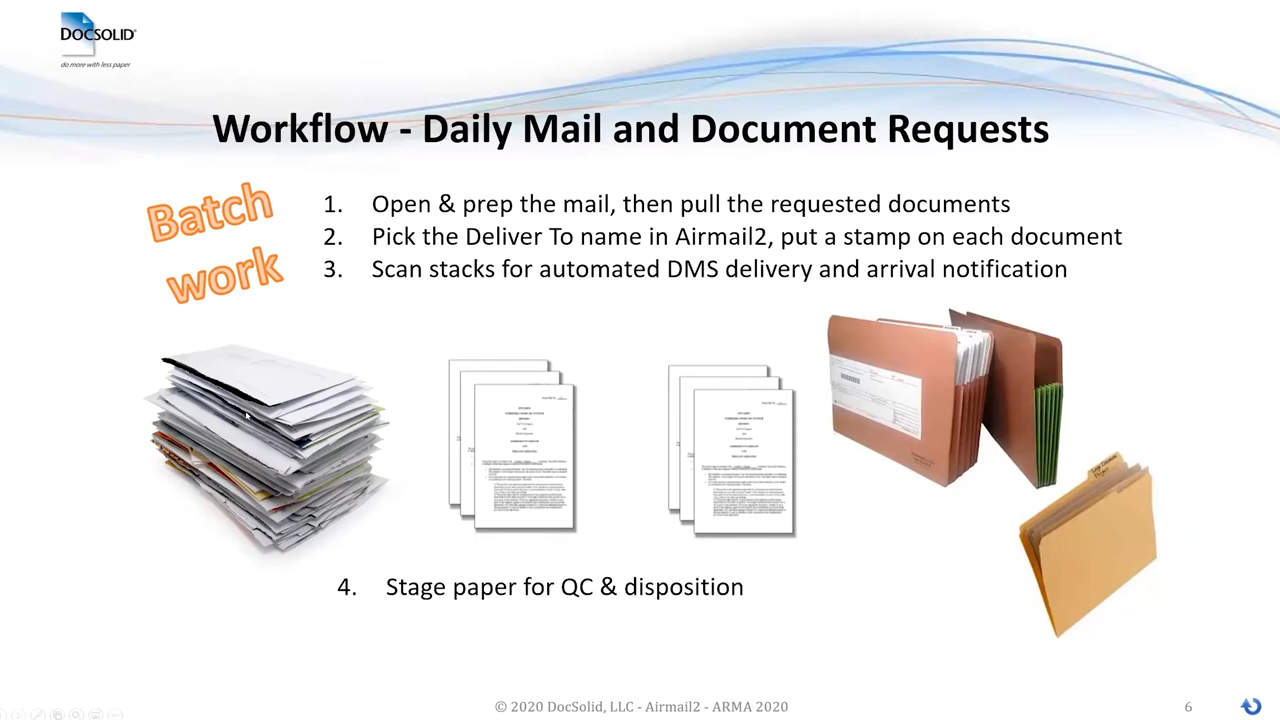 DOCSOLID®
do more with less paper
Workflow - Daily Mail and Document Requests
Batch
work
1. Open & prep the mail, then pull the requested documents
2. Pick the Deliver To name in Airmail2, put a stamp on each document
3. Scan stacks for automated DMS delivery and arrival notification
4. Stage paper for QC & disposition
© 2020 DocSolid, LLC - Airmail2 - ARMA 2020
6